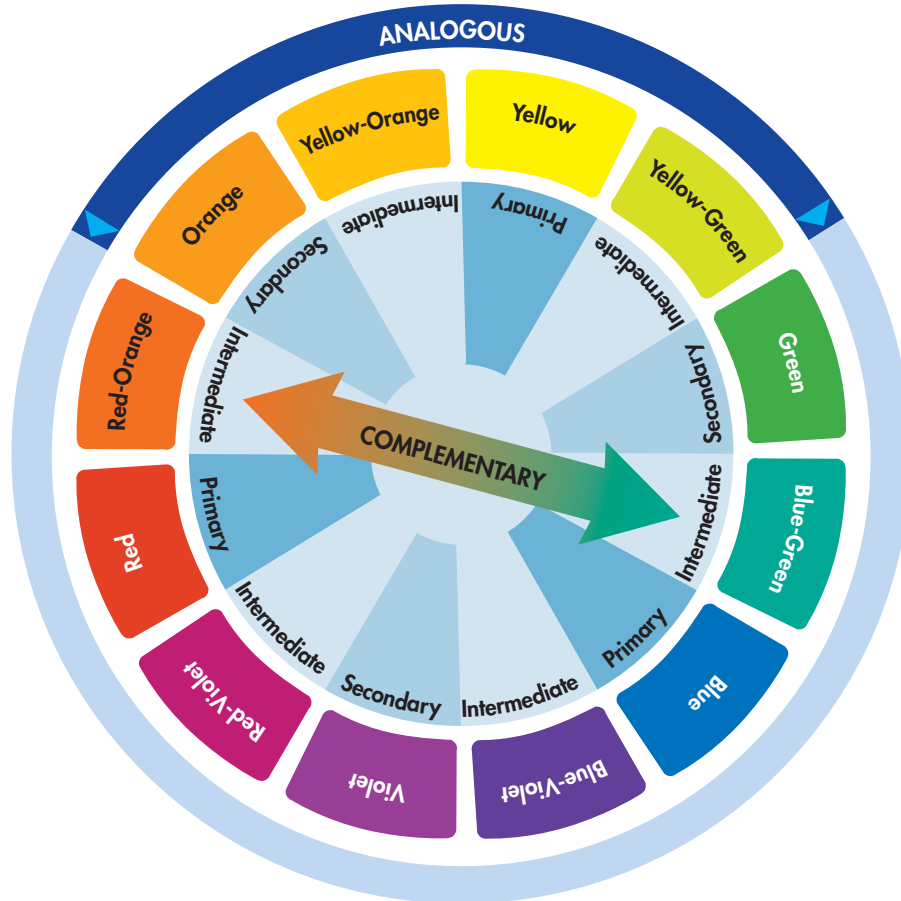 ANALOGOUS
Yellow
Yellow-Green
Green
Blue-Green
Blue
Blue-Violet
Violet
Red-Violet
Red
Red-Orange
Orange
Yellow-Orange
Primary
Intermediate
Secondary
Intermediate
Primary
Intermediate
Secondary
Intermediate
Primary
Intermediate
Secondary
Intermediate
COMPLEMENTARY